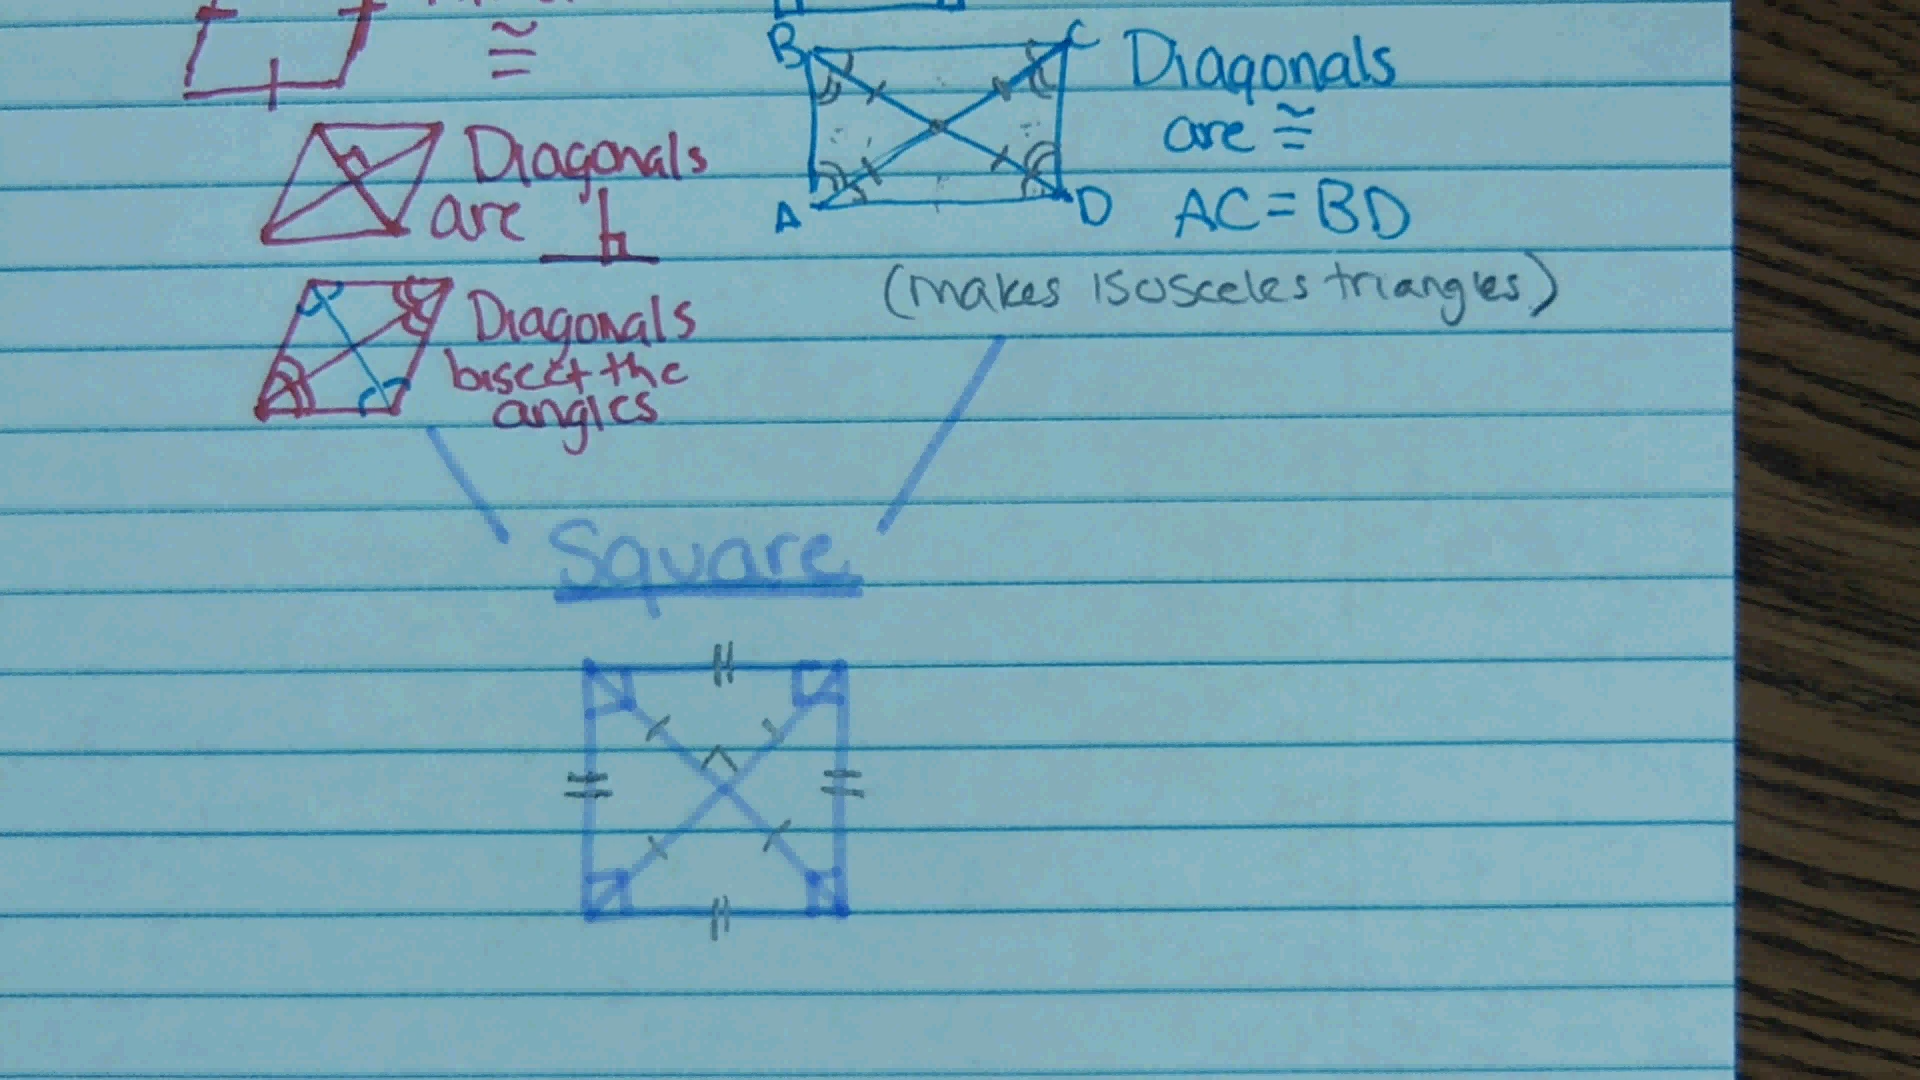 ≅
Diagonals
are ⊥
Diagonals
bisect the
angles
B
C
A
D
Diagonals
are ≅
AC = BD
(makes isosceles triangles)
Square